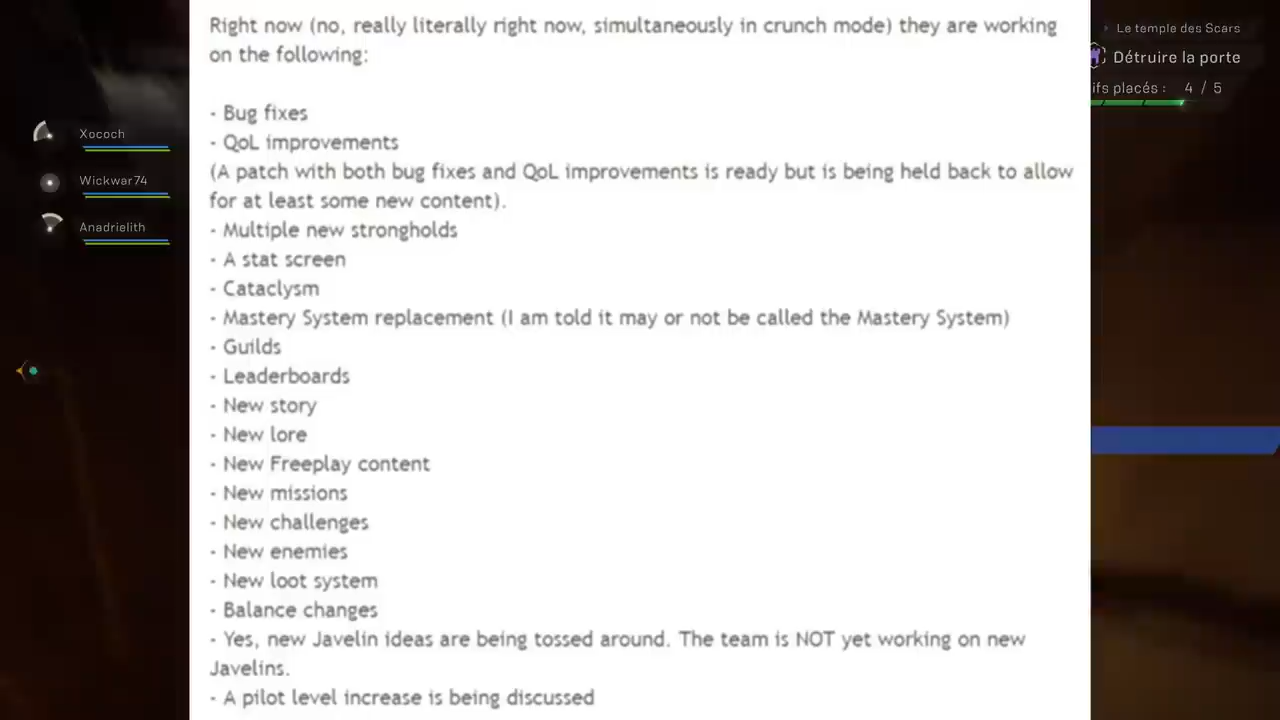 Right now (no, really literally right now, simultaneously in crunch mode) they are working
on the following:
- Bug fixes
- QoL improvements
(A patch with both bug fixes and QoL improvements is ready but is being held back to allow
for at least some new content).
- Multiple new strongholds
- A stat screen
- Cataclysm
- Mastery System replacement (I am told it may or not be called the Mastery System)
- Guilds
- Leaderboards
- New story
- New lore
- New Freeplay content
- New missions
- New challenges
- New enemies
- New loot system
- Balance changes
- Yes, new Javelin ideas are being tossed around. The team is NOT yet working on new
Javelins.
- A pilot level increase is being discussed
Xococh
Wickwar74
Anadrielith
Le temple des Scars
Détruire la porte
ifs placés : 4 / 5